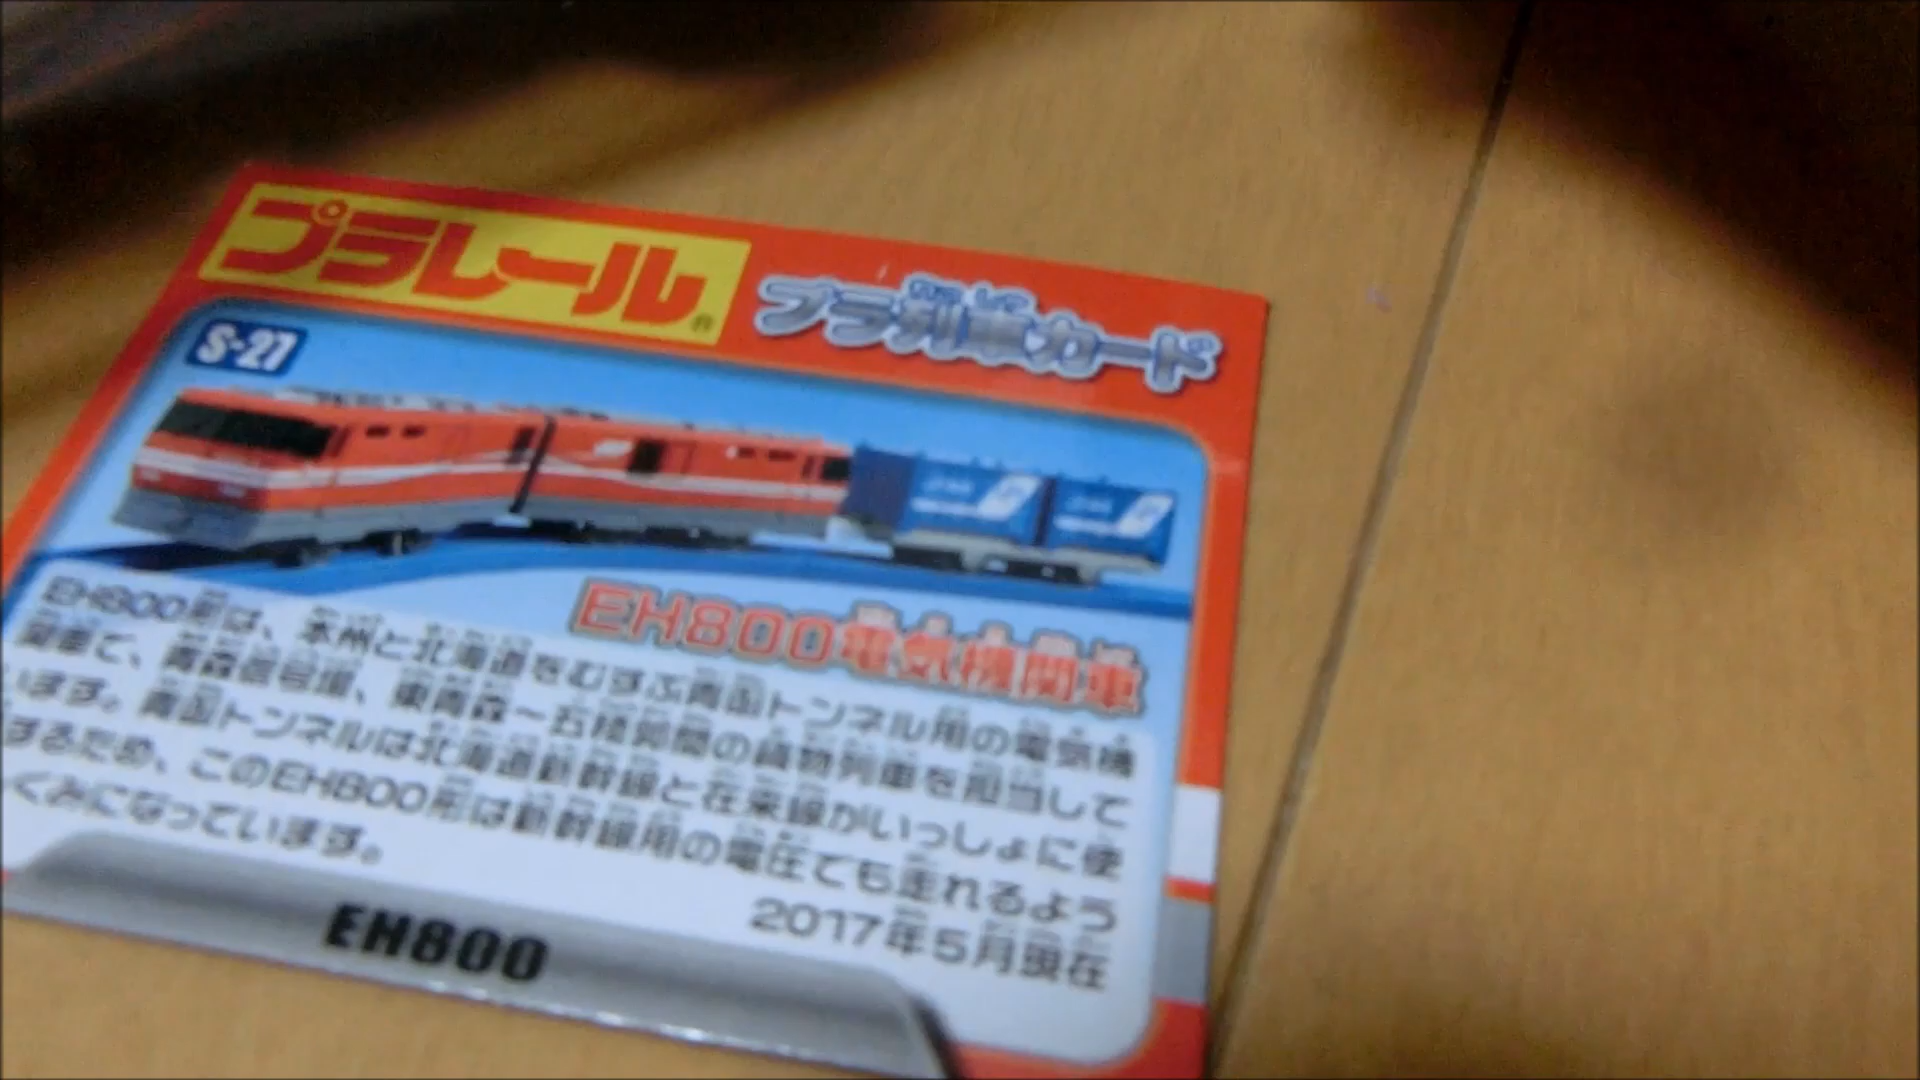 プラレール®
プラ列車カード
S-27
EH800電気機関車
EH800形は、本州と北海道をむすぶ青函トンネル用の電気機
関車で、青森信号場、東青森〜五稜郭間の貨物列車を担当して
います。青函トンネルは北海道新幹線と在来線がいっしょに使
するため、このEH800形は新幹線用の電圧でも走れるよう
くみになっています。
2017年5月現在
EH800